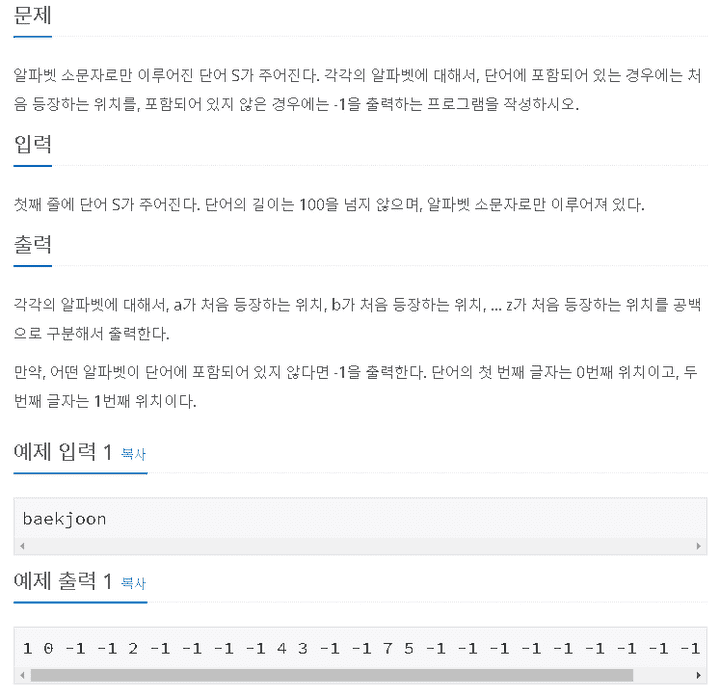 문제
알파벳 소문자로만 이루어진 단어 S가 주어진다. 각각의 알파벳에 대해서, 단어에 포함되어 있는 경우에는 처
음 등장하는 위치를, 포함되어 있지 않은 경우에는 -1을 출력하는 프로그램을 작성하시오.
입력
첫째 줄에 단어 S가 주어진다. 단어의 길이는 100을 넘지 않으며, 알파벳 소문자로만 이루어져 있다.
출력
각각의 알파벳에 대해서, a가 처음 등장하는 위치, b가 처음 등장하는 위치, ... z가 처음 등장하는 위치를 공백
으로 구분해서 출력한다.
만약, 어떤 알파벳이 단어에 포함되어 있지 않다면 -1을 출력한다. 단어의 첫 번째 글자는 0번째 위치이고, 두
번째 글자는 1번째 위치이다.
예제 입력 1 복사
baekjoon
예제 출력 1 복사
1 0 -1 -1 2 -1 -1 -1 -1 4 3 -1 -1 7 5 -1 -1 -1 -1 -1 -1 -1 -1 -1